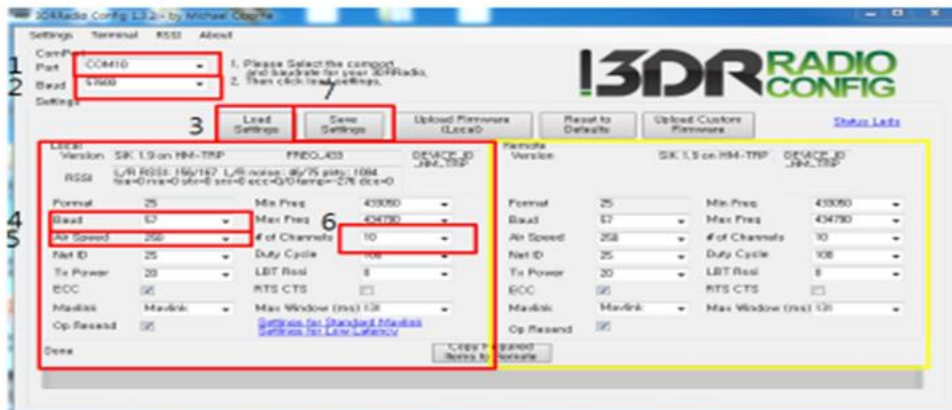 3DRRadio Config 1.3.2 - by Michael Oborne
Settings Terminal RSSI About
ComPort
1 Port COM10
1. Please Select the comport
and baudrate for your 3DRRadio,
2 Baud 57600
2. Then click load settings,
7
!3DR RADIO CONFIG
Settings
3 Load Settings
Save Settings
Upload Firmware (Local)
Reset to Defaults
Upload Custom Firmware
Status Leds
Local
Version SiK 1.9 on HM-TRP FREQ_433 DEVICE_ID_HM_TRP
RSSI L/R RSSI: L/R noise: 46/75 pkts: 1084
Format 25 Min Freq 433050
4 Baud 57 Max Freq 434790
6
5 Air Speed 250 # of Channels 10
Net ID 25 Duty Cycle 100
Tx Power 20 LBT Rssi 0
ECC RTS CTS
Mavlink Mavlink Max Window (ms) 131
Op Resend Settings for Standard Mavlink
Settings for Low Latency
Remote
Version SiK 1.9 on HM-TRP DEVICE_ID_HM_TRP
Format 25 Min Freq 433050
Baud 57 Max Freq 434790
Air Speed 250 # of Channels 10
Net ID 25 Duty Cycle 100
Tx Power 20 LBT Rssi 0
ECC RTS CTS
Mavlink Mavlink Max Window (ms) 131
Op Resend
Done
Copy Required Items to Remote